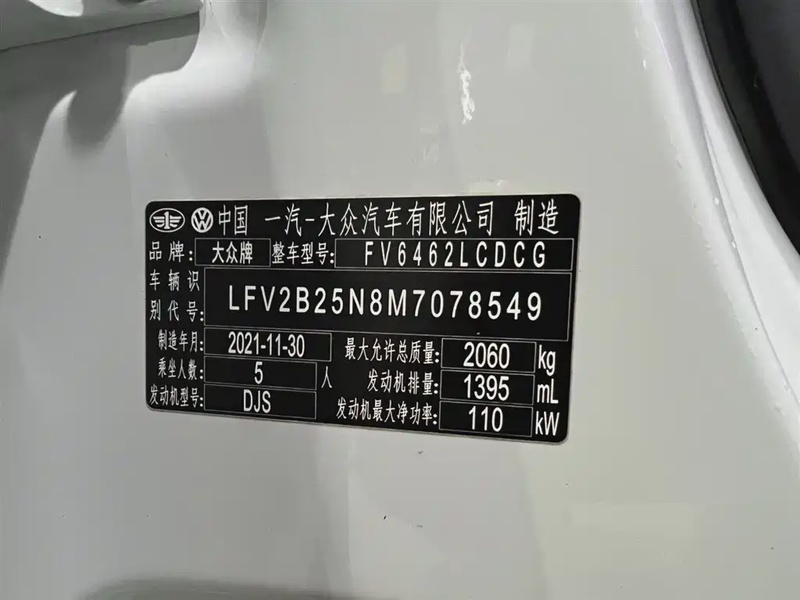 中国 一汽-大众汽车有限公司 制造
品牌: 大众牌 整车型号: FV6462LCDCG
车辆识别代号: LFV2B25N8M7078549
制造年月: 2021-11-30 最大允许总质量: 2060 kg
乘坐人数: 5 人 发动机排量: 1395 mL
发动机型号: DJS 发动机最大净功率: 110 kW